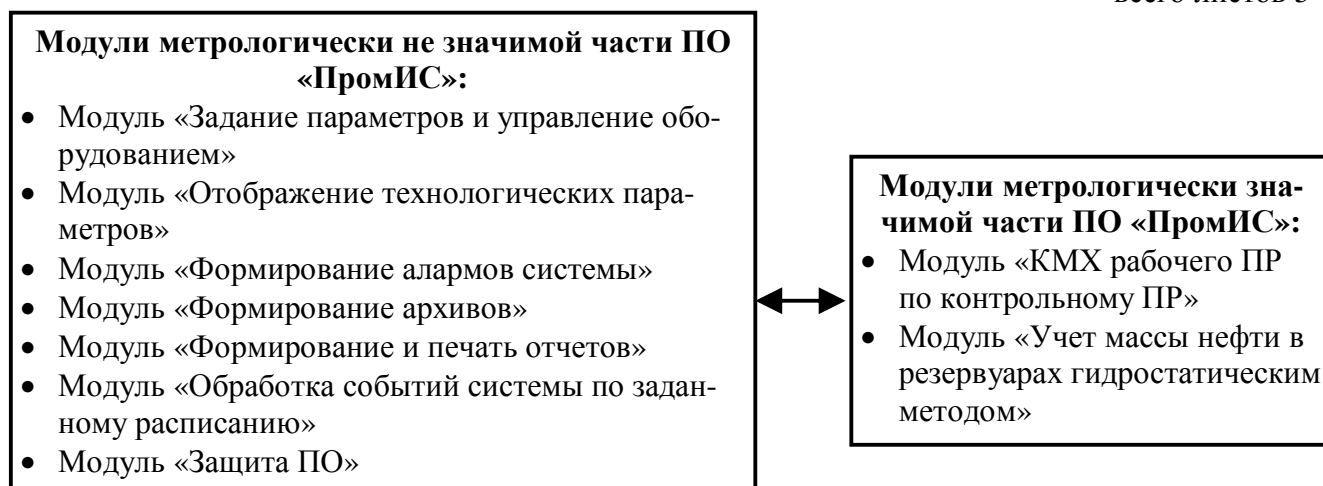 Модули метрологически не значимой части ПО
«ПромИС»:
• Модуль «Задание параметров и управление обо-
рудованием»
• Модуль «Отображение технологических пара-
метров»
• Модуль «Формирование алармов системы»
• Модуль «Формирование архивов»
• Модуль «Формирование и печать отчетов»
• Модуль «Обработка событий системы по задан-
ному расписанию»
• Модуль «Защита ПО»
Модули метрологически зна-
чимой части ПО «ПромИС»:
• Модуль «КМХ рабочего ПР
по контрольному ПР»
• Модуль «Учет массы нефти в
резервуарах гидростатическим
методом»